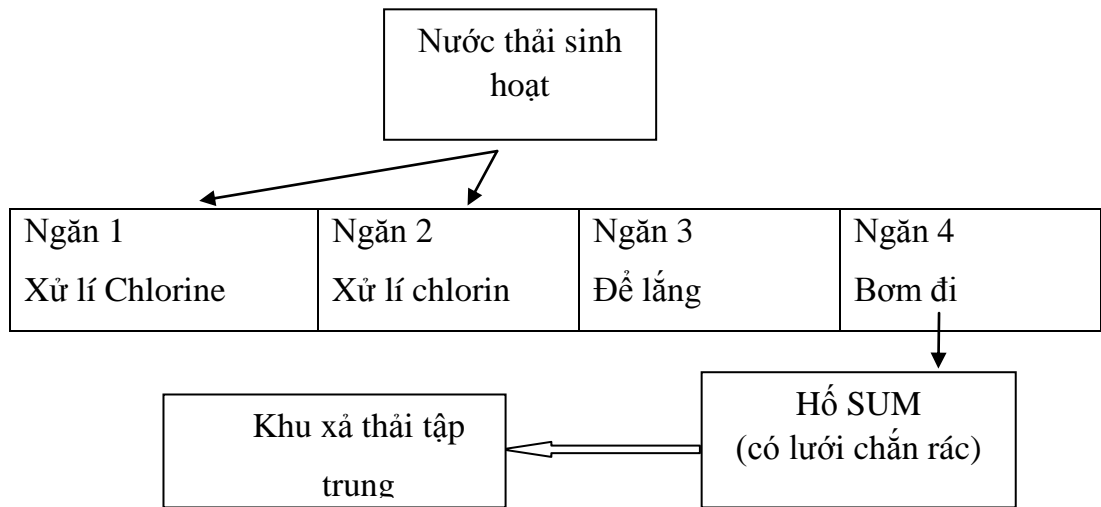 Nước thải sinh
hoạt
Ngăn 1
Xử lí Chlorine
Ngăn 2
Xử lí chlorin
Ngăn 3
Để lắng
Ngăn 4
Bơm đi
Hố SUM
(có lưới chắn rác)
Khu xả thải tập
trung